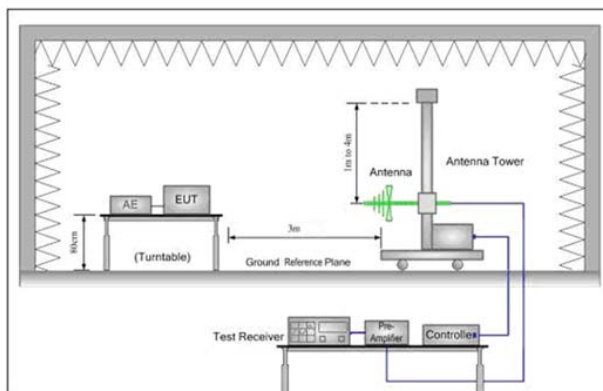 1m to 4m
Antenna
Antenna Tower
AE
EUT
80cm
(Turntable)
3m
Ground Reference Plane
Test Receiver
Pre-
Amplifier
Controller